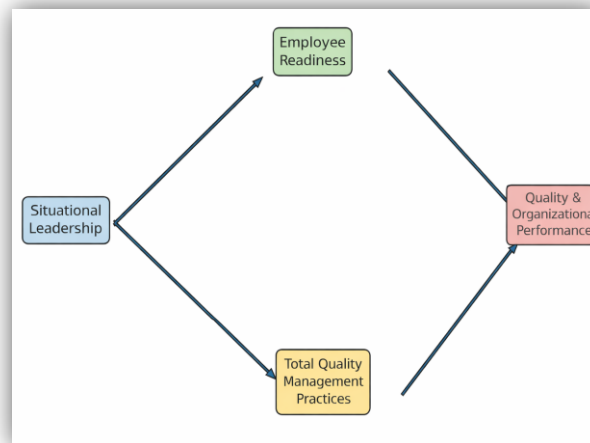 Employee
Readiness
Situational
Leadership
Quality &
Organizationa
Performance
Total Quality
Management
Practices